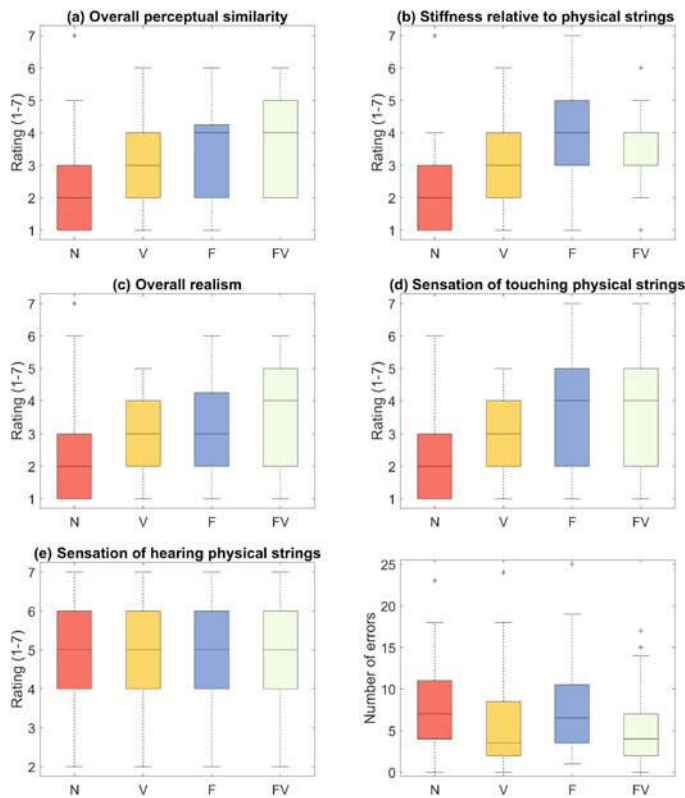 (a) Overall perceptual similarity
Rating (1-7)
7
6
5
4
3
2
1
N V F FV
(b) Stiffness relative to physical strings
Rating (1-7)
7
6
5
4
3
2
1
N V F FV
(c) Overall realism
Rating (1-7)
7
6
5
4
3
2
1
N V F FV
(d) Sensation of touching physical strings
Rating (1-7)
7
6
5
4
3
2
1
N V F FV
(e) Sensation of hearing physical strings
Rating (1-7)
7
6
5
4
3
2
N V F FV
Number of errors
25
20
15
10
5
0
N V F FV